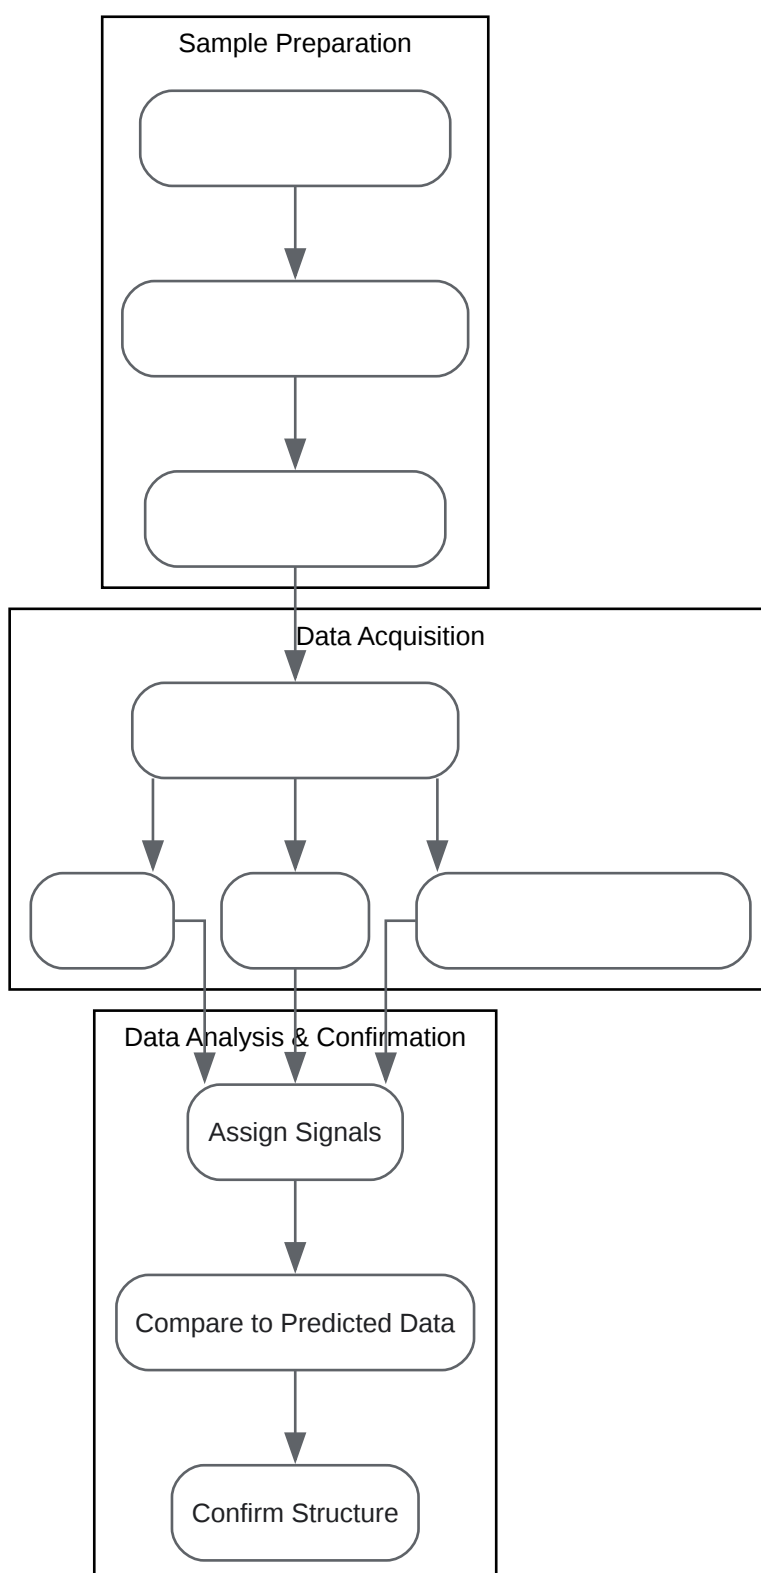 Sample Preparation
Data Acquisition
Data Analysis & Confirmation
Assign Signals
Compare to Predicted Data
Confirm Structure